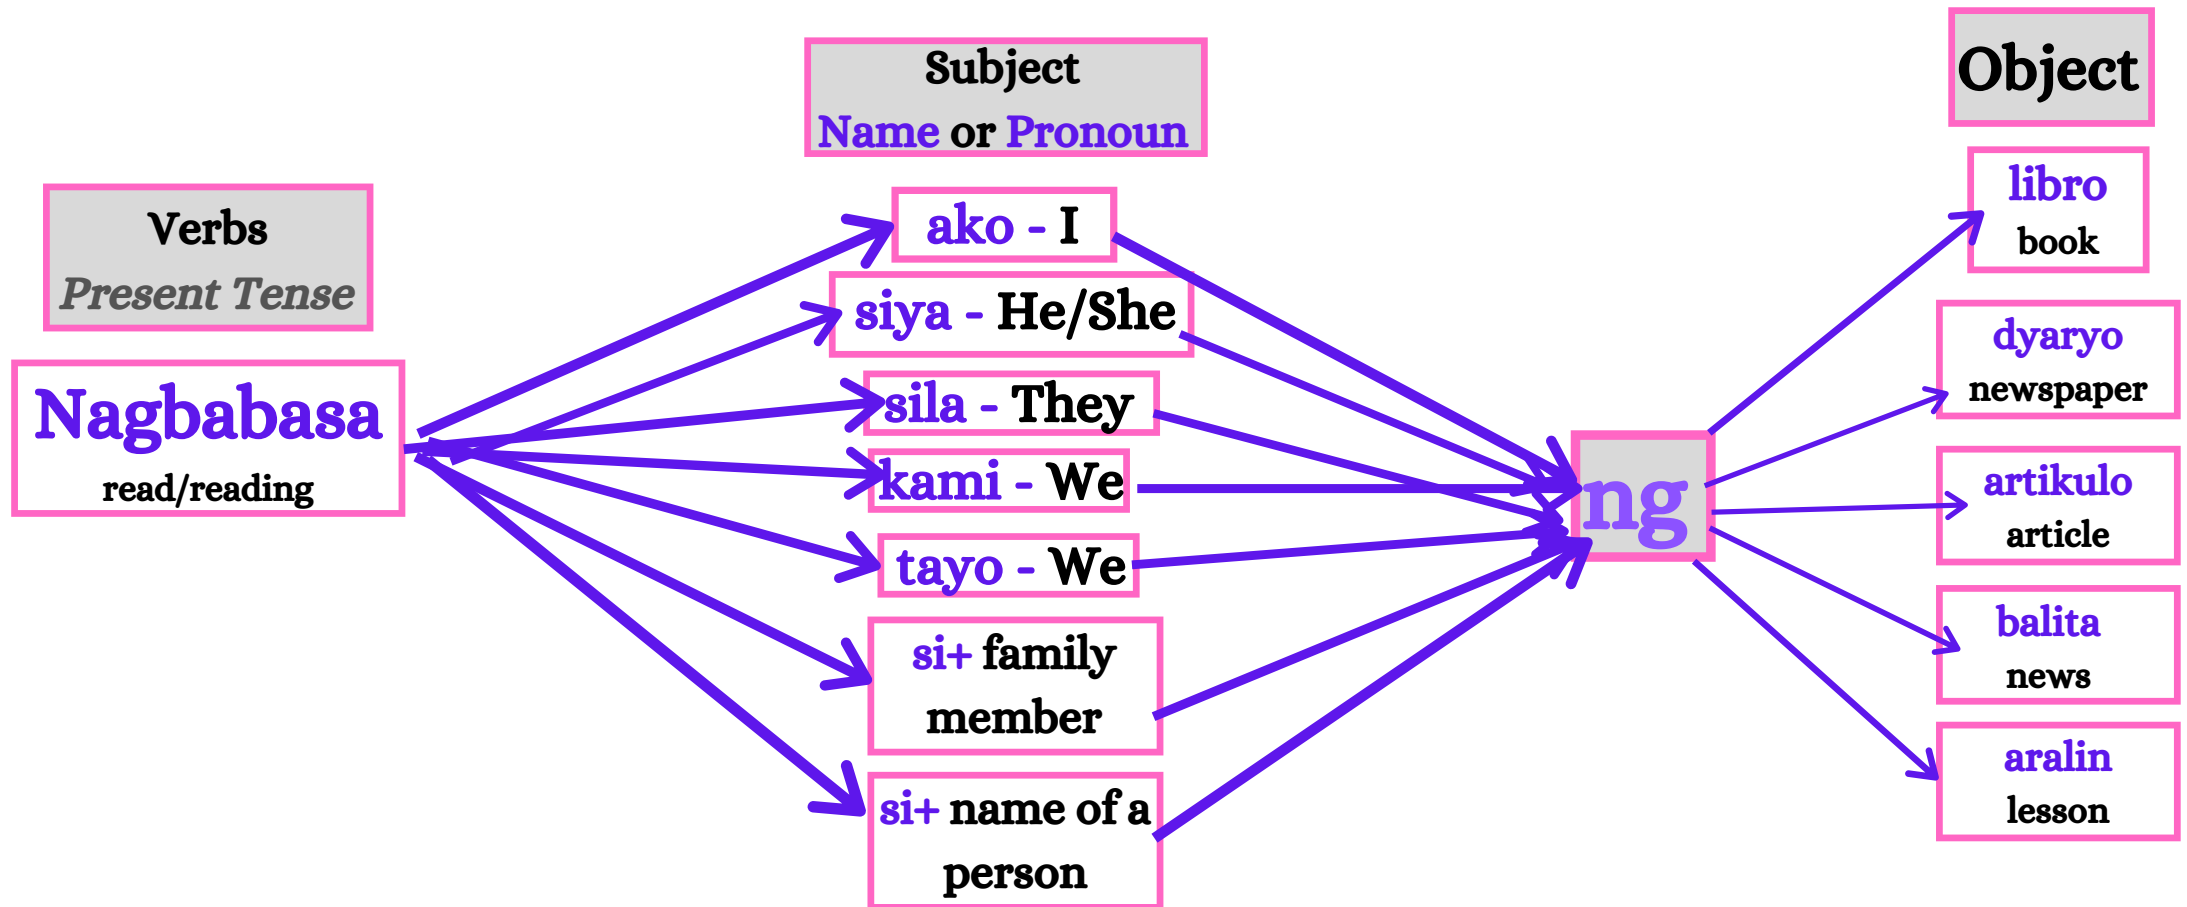 Verbs
Present Tense
Nagbabasa
read/reading
Subject
Name or Pronoun
ako - I
siya - He/She
sila - They
kami - We
tayo - We
si+ family
member
si+ name of a
person
ng
Object
libro
book
dyaryo
newspaper
artikulo
article
balita
news
aralin
lesson